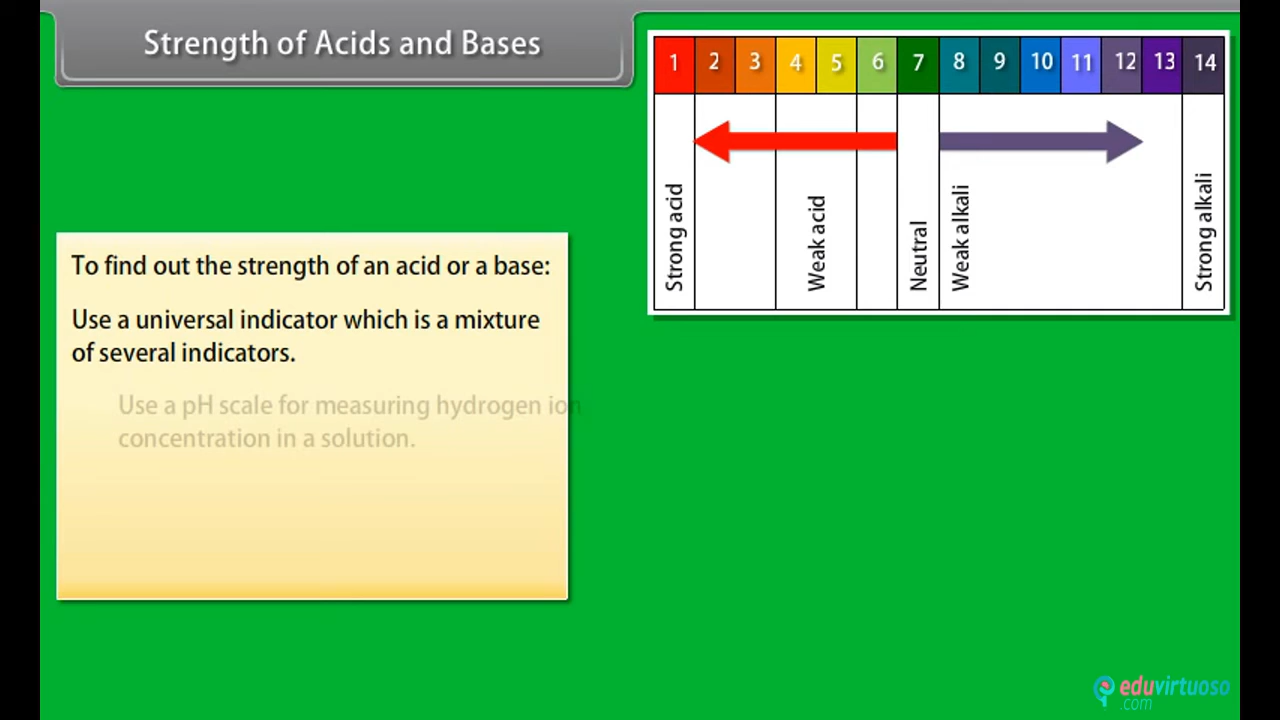 Strength of Acids and Bases
1 2 3 4 5 6 7 8 9 10 11 12 13 14
Strong acid
Weak acid
Neutral
Weak alkali
Strong alkali
To find out the strength of an acid or a base:
Use a universal indicator which is a mixture
of several indicators.
Use a pH scale for measuring hydrogen ion
concentration in a solution.
eduvirtuoso
.com